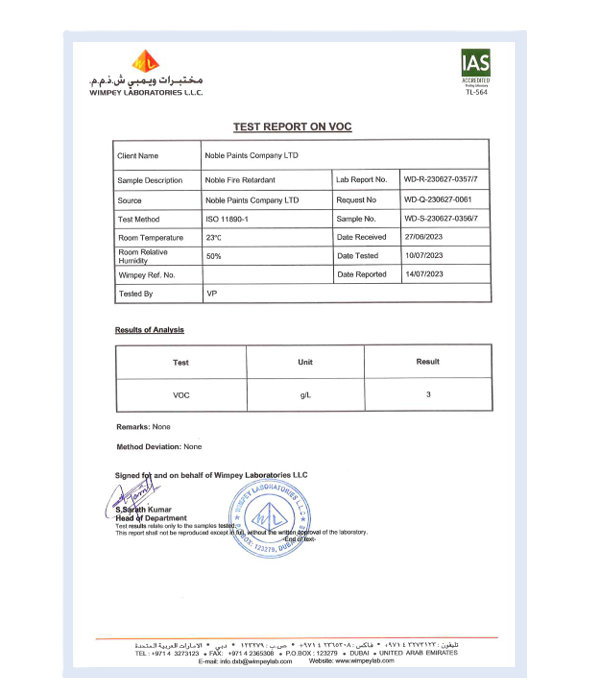 مختبرات ويمبي ش.ذ.م.م.
WIMPEY LABORATORIES L.L.C.
IAS
ACCREDITED
Testing Laboratory
TL-564
TEST REPORT ON VOC
Client Name Noble Paints Company LTD
Sample Description Noble Fire Retardant Lab Report No. WD-R-230627-0357/7
Source Noble Paints Company LTD Request No WD-Q-230627-0061
Test Method ISO 11890-1 Sample No. WD-S-230627-0356/7
Room Temperature 23°C Date Received 27/06/2023
Room Relative Humidity 50% Date Tested 10/07/2023
Wimpey Ref. No. Date Reported 14/07/2023
Tested By VP
Results of Analysis
Test Unit Result
VOC g/L 3
Remarks: None
Method Deviation: None
Signed for and on behalf of Wimpey Laboratories LLC
S.Sarath Kumar
Head of Department
Test results relate only to the samples tested.
This report shall not be reproduced except in full, without the written approval of the laboratory.
-End of text-
WIMPEY LABORATORIES L.L.C.
WL
P.O.BOX: 123279, DUBAI
تليفون : ٣٢٧٣١٢٣ ٤ ٩٧١+ * فاكس : ٢٣٦٥٣٠٨ ٤ ٩٧١+ * ص.ب : ١٢٣٢٧٩ * دبي * الامارات العربية المتحدة
TEL : +971 4 3273123 • FAX: +971 4 2365308 • P.O.BOX : 123279 • DUBAI • UNITED ARAB EMIRATES
E-mail: info.dxb@wimpeylab.com Website: www.wimpeylab.com